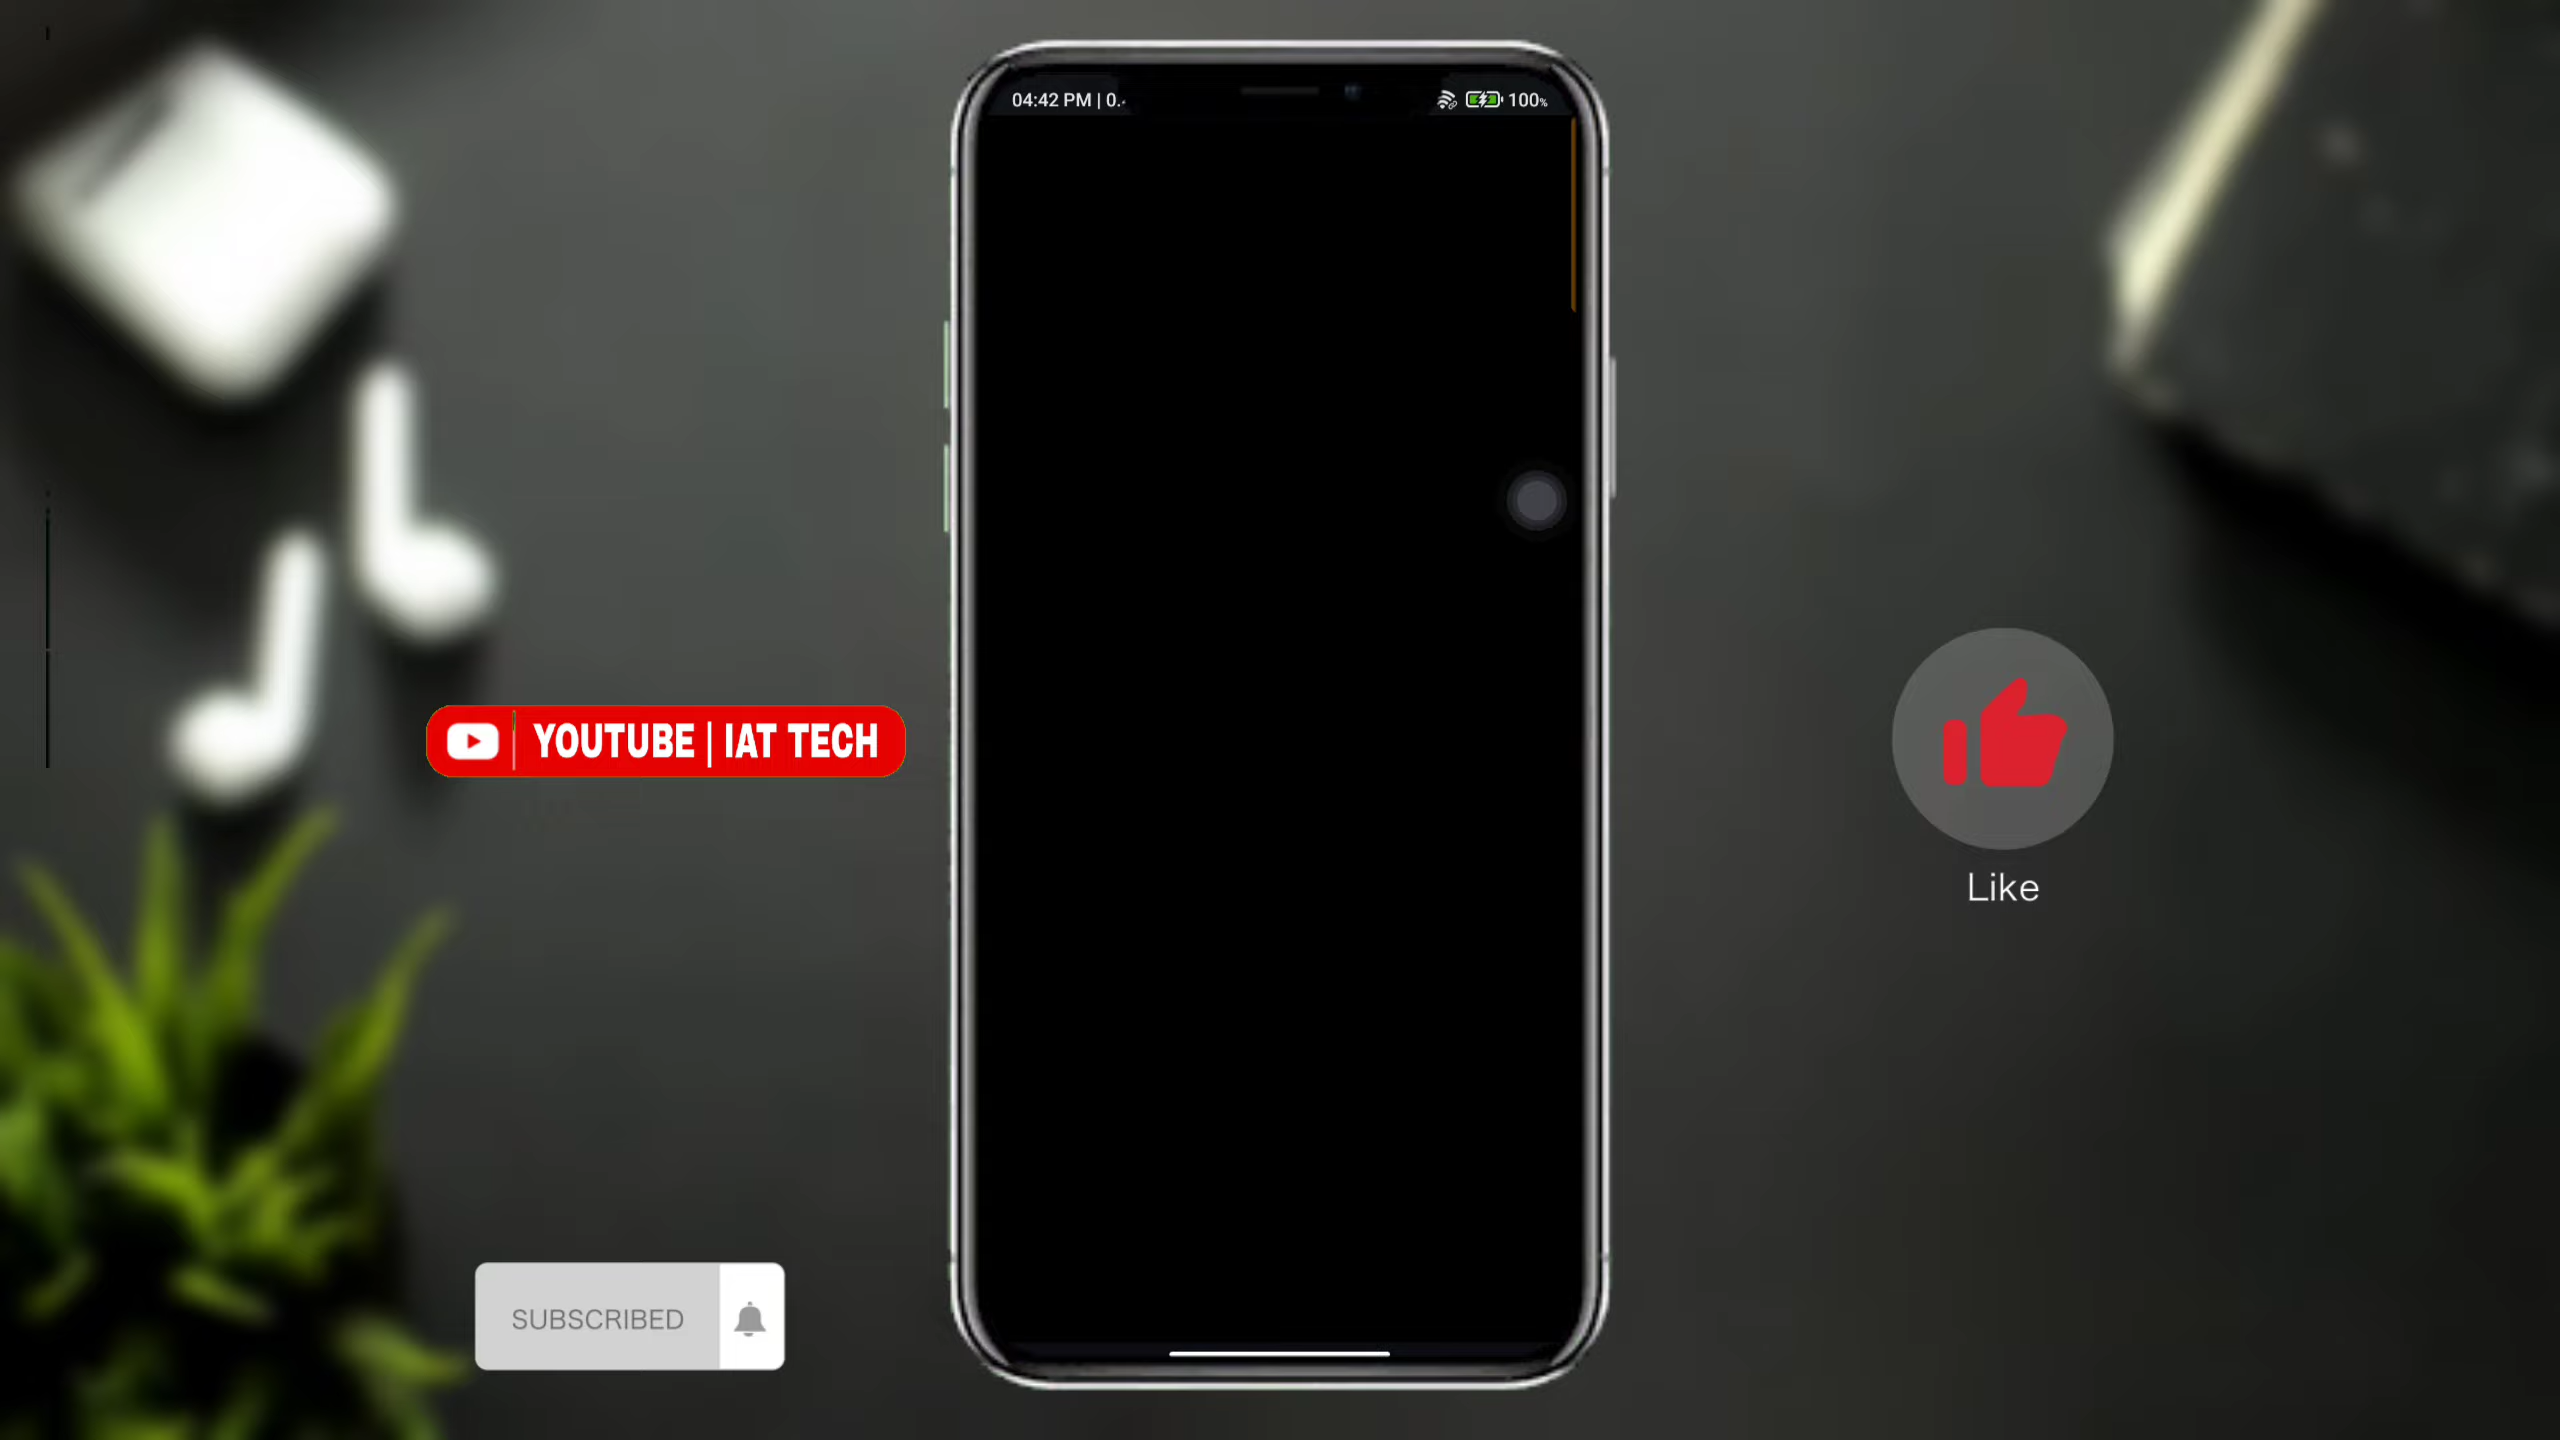 04:42 PM | 0.
100%
YOUTUBE | IAT TECH
Like
SUBSCRIBED